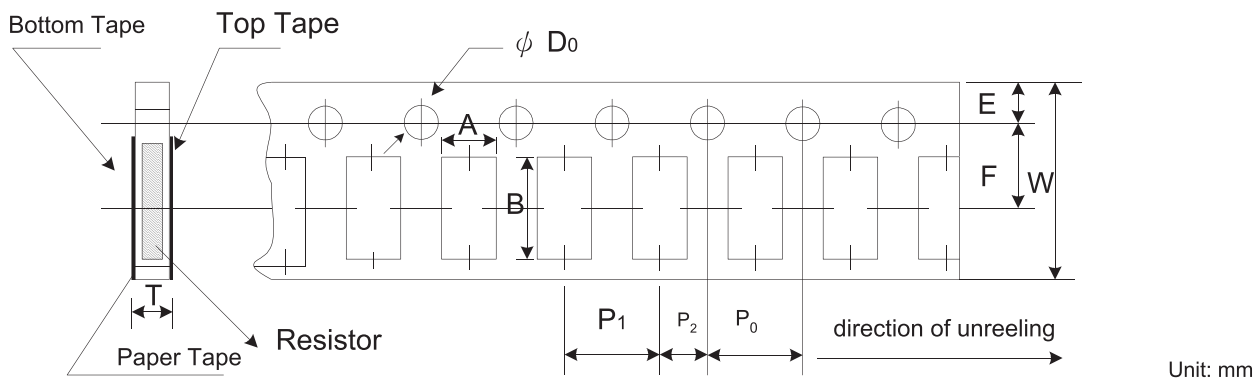 Bottom Tape
Top Tape
ψ D0
E
A
F
W
B
T
P1
P2
P0
Resistor
direction of unreeling
Paper Tape
Unit: mm